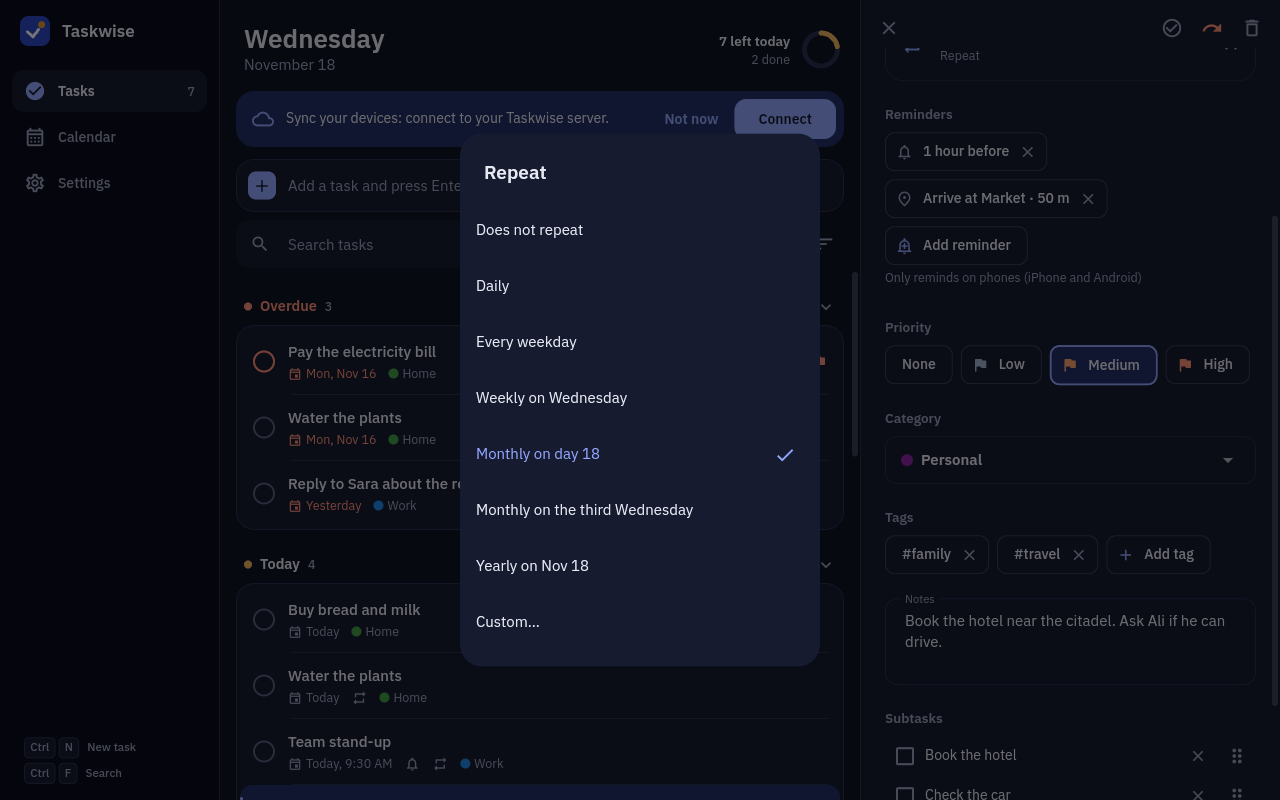 Taskwise
Tasks
7
Calendar
Settings
Ctrl N New task
Ctrl F Search
Wednesday
November 18
7 left today
2 done
Sync your devices: connect to your Taskwise server.
Not now
Connect
Add a task and press Ente
Search tasks
Overdue 3
Pay the electricity bill
Mon, Nov 16 Home
Water the plants
Mon, Nov 16 Home
Reply to Sara about the
Yesterday Work
Today 4
Buy bread and milk
Today Home
Water the plants
Today Home
Team stand-up
Today, 9:30 AM Work
Repeat
Does not repeat
Daily
Every weekday
Weekly on Wednesday
Monthly on day 18
Monthly on the third Wednesday
Yearly on Nov 18
Custom...
Repeat
Reminders
1 hour before
Arrive at Market · 50 m
Add reminder
Only reminds on phones (iPhone and Android)
Priority
None
Low
Medium
High
Category
Personal
Tags
#family
#travel
Add tag
Notes
Book the hotel near the citadel. Ask Ali if he can
drive.
Subtasks
Book the hotel
Check the car